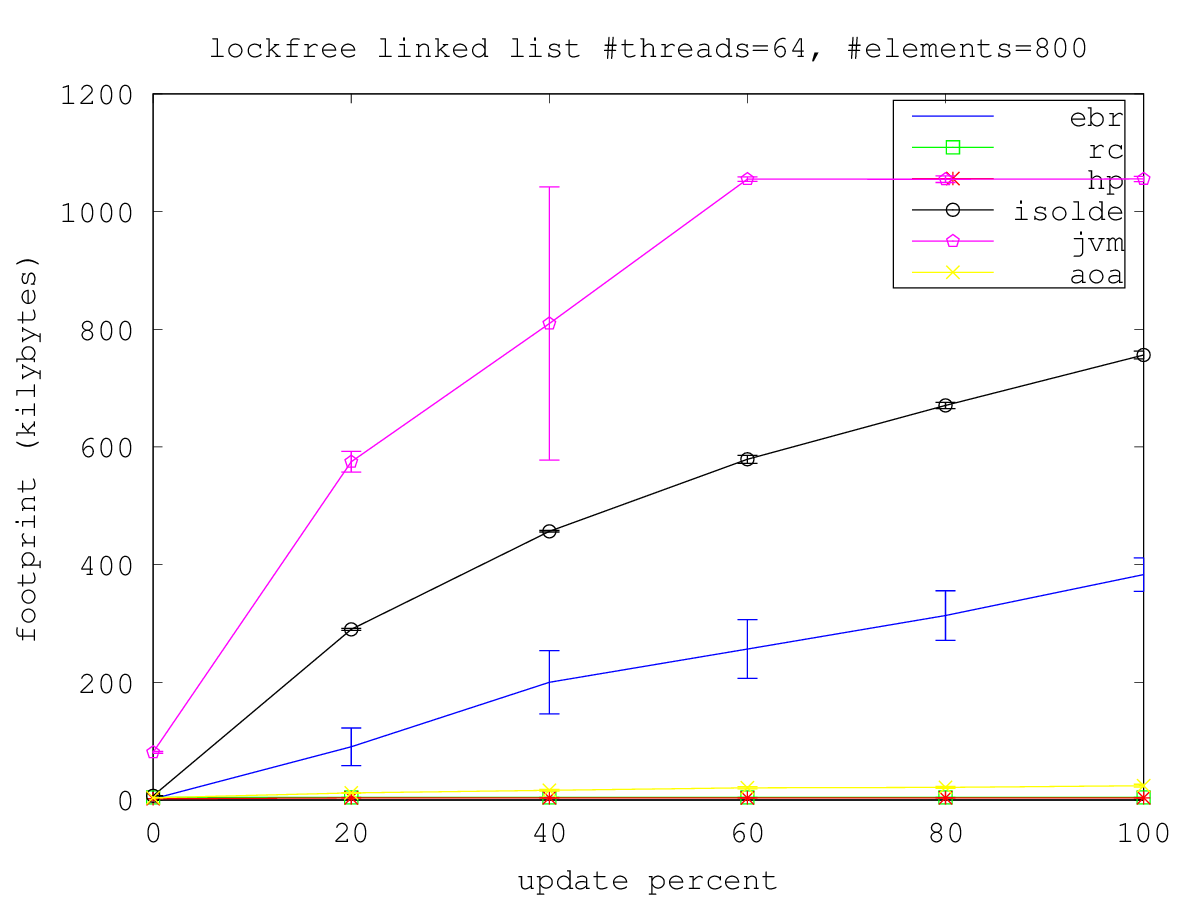 lockfree linked list #threads=64, #elements=800
1200
1000
800
600
400
200
0
footprint (kilybytes)
ebr
rc
hp
isolde
jvm
aoa
0 20 40 60 80 100
update percent